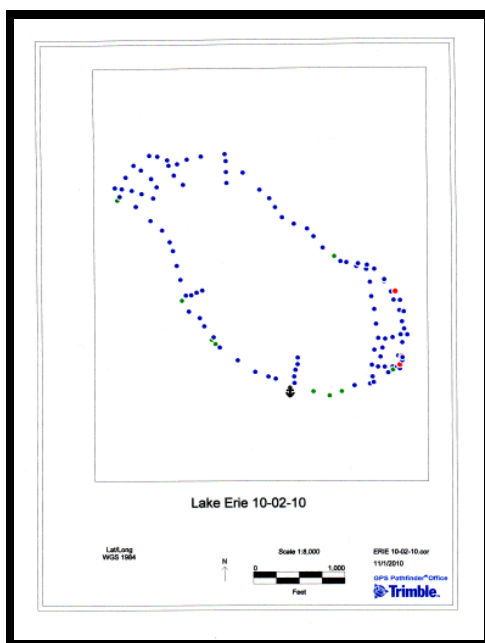 Lake Erie 10-02-10
Lat/Long
WGS 1984
N
Scale 1:8,000
0 1,000
Feet
ERIE 10-02-10.cor
11/1/2010
GPS Pathfinder® Office
Trimble.